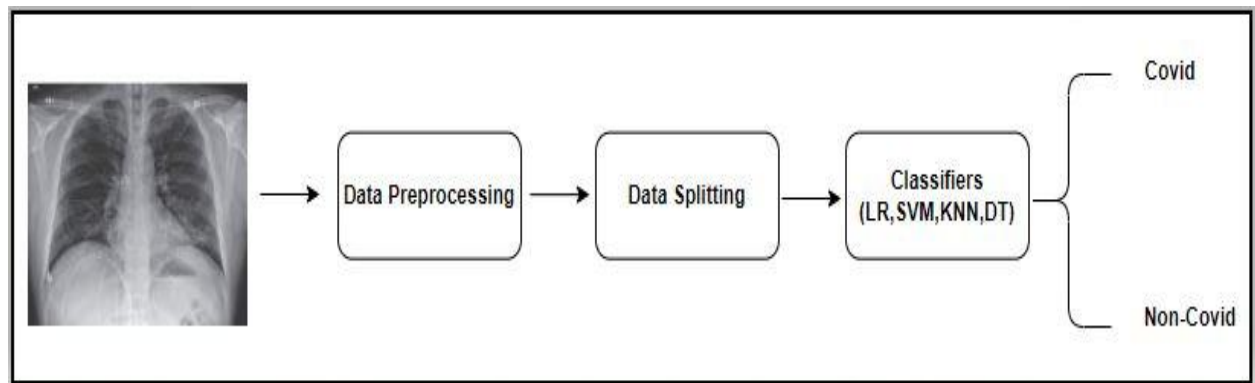 Data Preprocessing
Data Splitting
Classifiers
(LR,SVM,KNN,DT)
Covid
Non-Covid